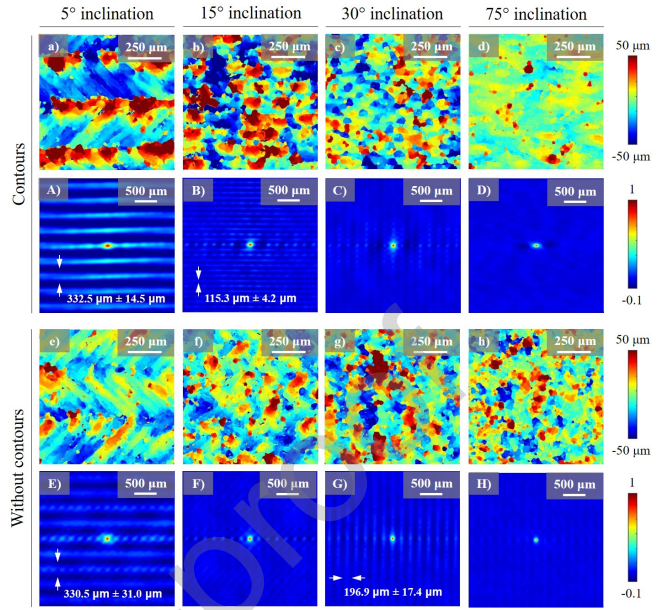 5° inclination 15° inclination 30° inclination 75° inclination
a) 250 µm b) 250 µm c) 250 µm d) 250 µm 50 µm
-50 µm
Contours
A) 500 µm B) 500 µm C) 500 µm D) 500 µm 1
332.5 µm ± 14.5 µm 115.3 µm ± 4.2 µm -0.1
e) 250 µm f) 250 µm g) 250 µm h) 250 µm 50 µm
-50 µm
Without contours
E) 500 µm F) 500 µm G) 500 µm H) 500 µm 1
330.5 µm ± 31.0 µm 196.9 µm ± 17.4 µm -0.1